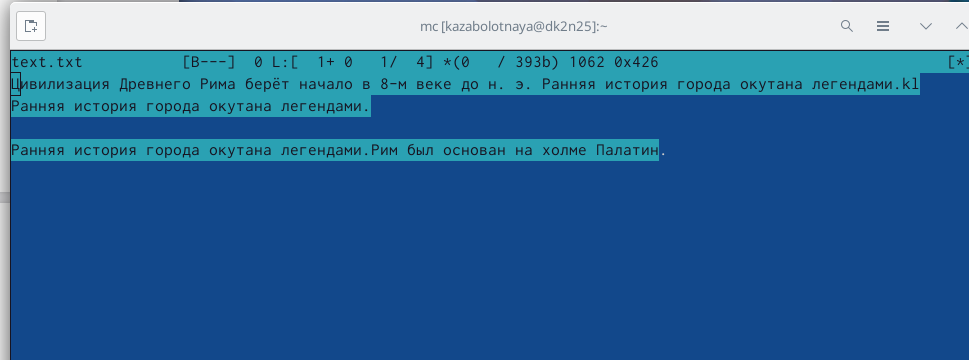 mc [kazabolotnaya@dk2n25]:~
text.txt [B---] 0 L:[ 1+ 0 1/ 4] *(0 / 393b) 1062 0x426 [*]
Цивилизация Древнего Рима берёт начало в 8-м веке до н. э. Ранняя история города окутана легендами.kl
Ранняя история города окутана легендами.
Ранняя история города окутана легендами.Рим был основан на холме Палатин.